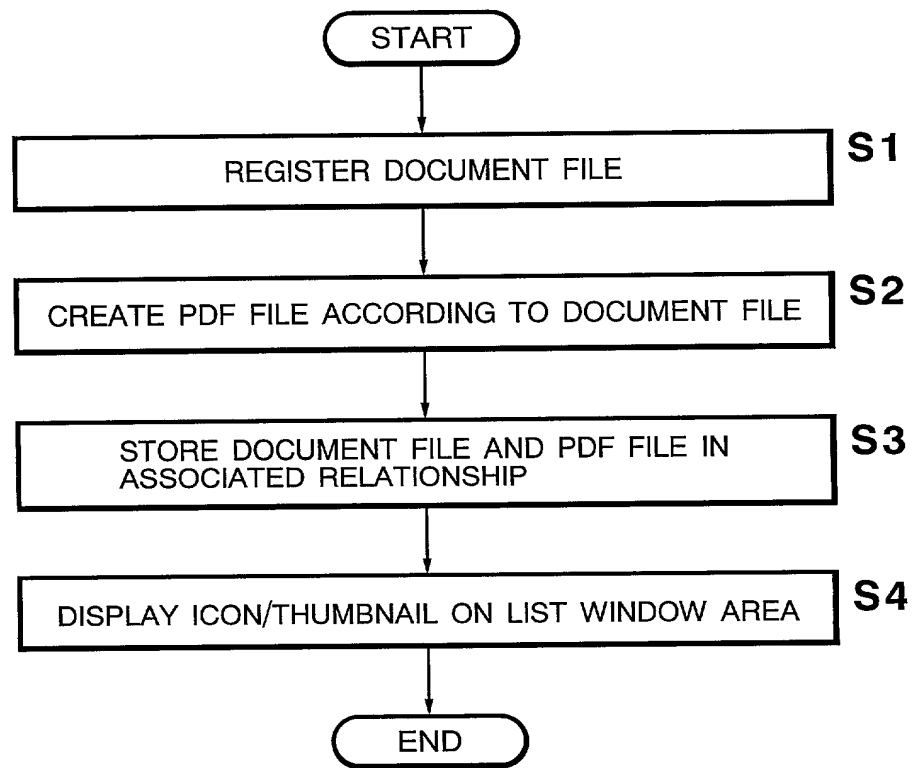 START
S1
REGISTER DOCUMENT FILE
S2
CREATE PDF FILE ACCORDING TO DOCUMENT FILE
S3
STORE DOCUMENT FILE AND PDF FILE IN
ASSOCIATED RELATIONSHIP
S4
DISPLAY ICON/THUMBNAIL ON LIST WINDOW AREA
END